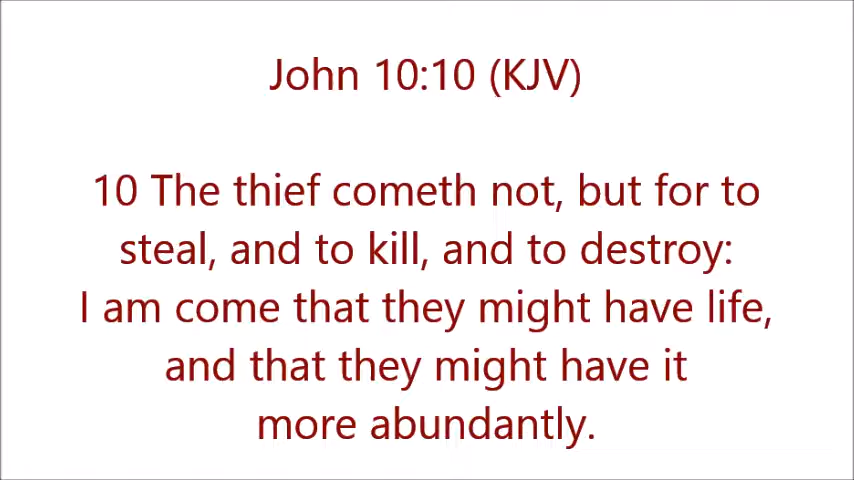 John 10:10 (KJV)
10 The thief cometh not, but for to
steal, and to kill, and to destroy:
I am come that they might have life,
and that they might have it
more abundantly.